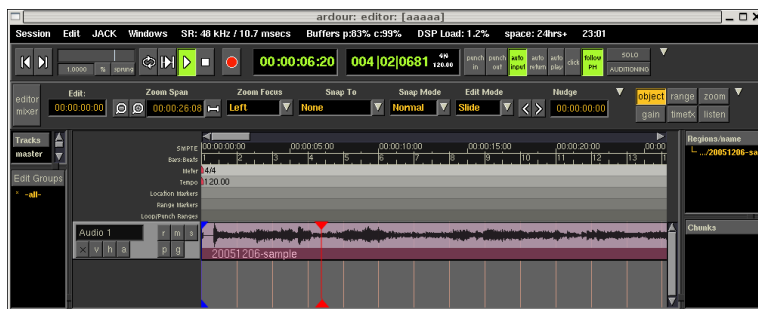 ardour: editor: [aaaaa]
Session Edit JACK Windows SR: 48 kHz / 10.7 msecs Buffers p:83% c:99% DSP Load: 1.2% space: 24hrs+ 23:01
1.0000 % sprung 00:00:06:20 004|02|0681 4/4 120.00 punch in punch out auto input auto return auto play click follow PH SOLO AUDITIONING
editor mixer Edit: 00:00:00:00 Zoom Span 00:00:26:08 Zoom Focus Left Snap To None Snap Mode Normal Edit Mode Slide Nudge 00:00:00:00 object range zoom
gain timefx listen
Tracks
master
Edit Groups
* -all-
SMPTE 00:00:00:00 00:00:05:00 00:00:10:00 00:00:15:00 00:00:20:00 00:00
Bars:Beats 1 2 3 4 5 6 7 8 9 10 11 12 13 1
Meter 4/4
Tempo 120.00
Location Markers
Range Markers
Loop/Punch Ranges
Audio 1 r m s
x v h a p g
20051206-sample
Regions/name
.../20051206-sa
Chunks